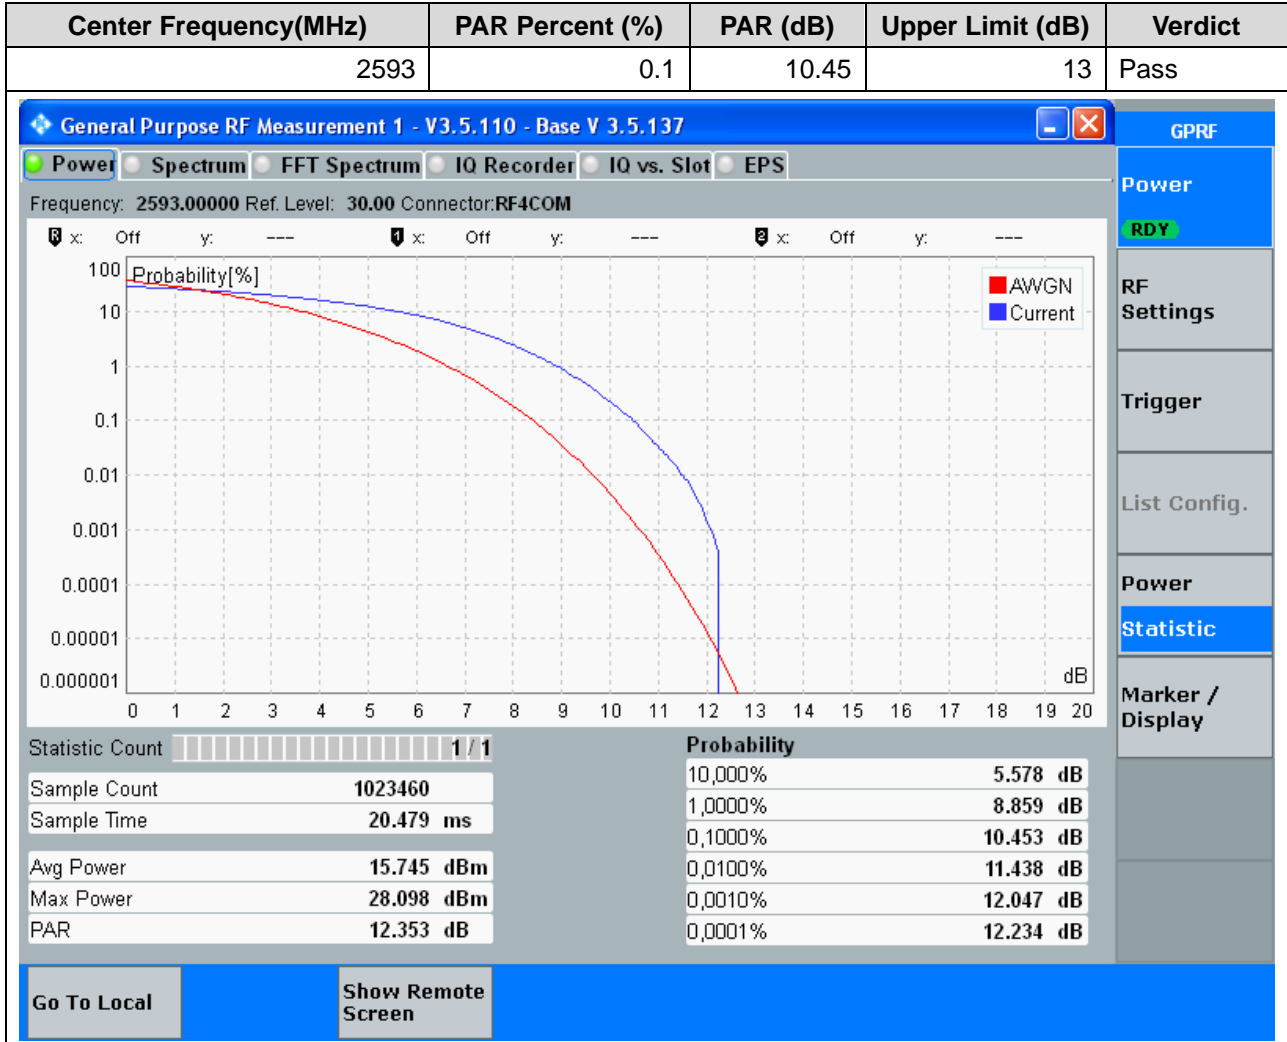 Center Frequency(MHz) PAR Percent (%) PAR (dB) Upper Limit (dB) Verdict
2593 0.1 10.45 13 Pass
General Purpose RF Measurement 1 - V3.5.110 - Base V 3.5.137
GPRF
Power Spectrum FFT Spectrum IQ Recorder IQ vs. Slot EPS
Frequency: 2593.00000 Ref. Level: 30.00 Connector:RF4COM
R x: Off y: --- 1 x: Off y: --- 2 x: Off y: ---
Probability[%]
AWGN
Current
100
10
1
0.1
0.01
0.001
0.0001
0.00001
0.000001
dB
0 1 2 3 4 5 6 7 8 9 10 11 12 13 14 15 16 17 18 19 20
Statistic Count 1 / 1
Sample Count 1023460
Sample Time 20.479 ms
Avg Power 15.745 dBm
Max Power 28.098 dBm
PAR 12.353 dB
Probability
10,000% 5.578 dB
1,0000% 8.859 dB
0,1000% 10.453 dB
0,0100% 11.438 dB
0,0010% 12.047 dB
0,0001% 12.234 dB
Power
RDY
RF
Settings
Trigger
List Config.
Power
Statistic
Marker /
Display
Go To Local
Show Remote
Screen